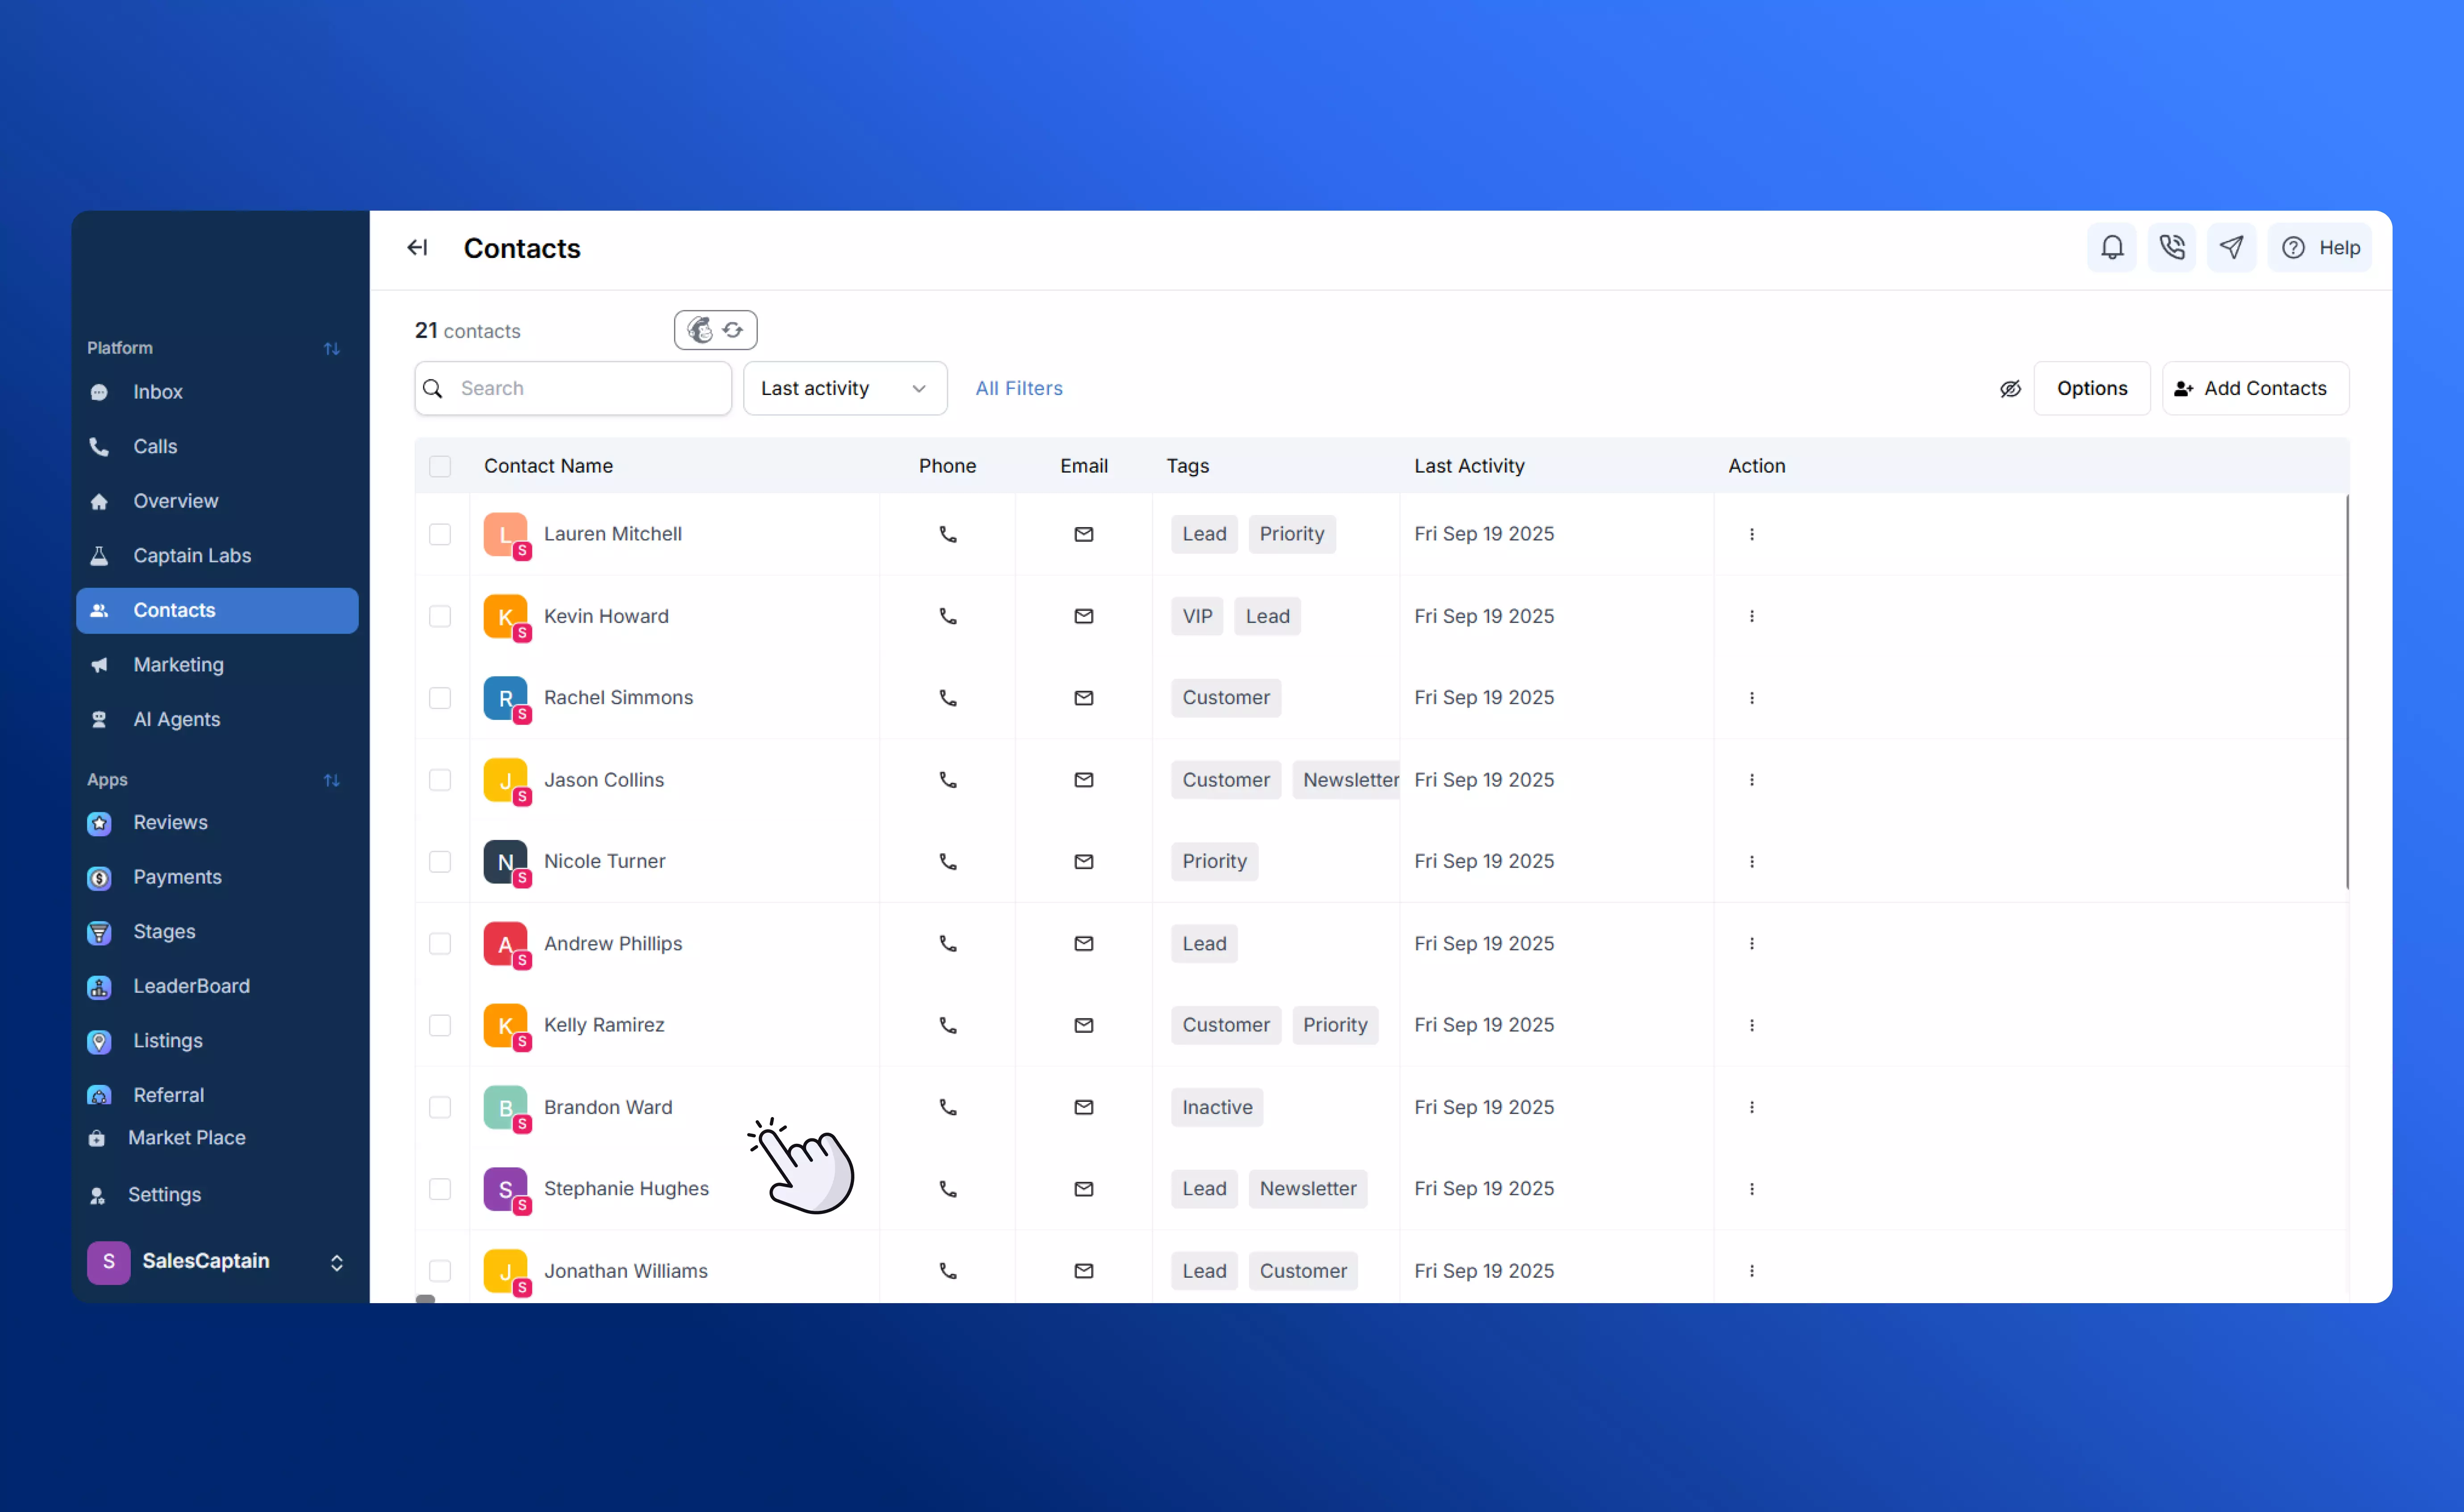 Contacts
Help
Platform
Inbox
Calls
Overview
Captain Labs
Contacts
Marketing
AI Agents
Apps
Reviews
Payments
Stages
LeaderBoard
Listings
Referral
Market Place
Settings
S SalesCaptain
21 contacts
Search Last activity All Filters Options Add Contacts
Contact Name Phone Email Tags Last Activity Action
L S Lauren Mitchell Lead Priority Fri Sep 19 2025
K S Kevin Howard VIP Lead Fri Sep 19 2025
R S Rachel Simmons Customer Fri Sep 19 2025
J S Jason Collins Customer Newsletter Fri Sep 19 2025
N S Nicole Turner Priority Fri Sep 19 2025
A S Andrew Phillips Lead Fri Sep 19 2025
K S Kelly Ramirez Customer Priority Fri Sep 19 2025
B S Brandon Ward Inactive Fri Sep 19 2025
S S Stephanie Hughes Lead Newsletter Fri Sep 19 2025
J S Jonathan Williams Lead Customer Fri Sep 19 2025